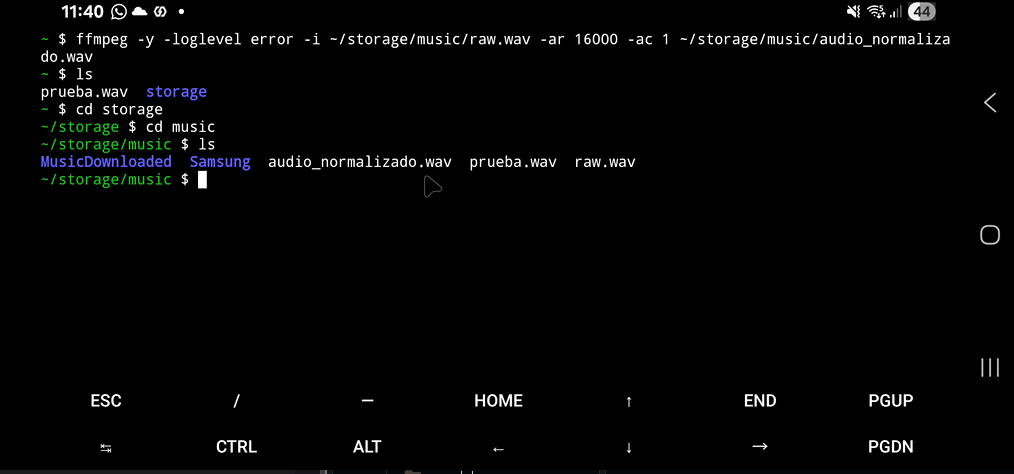 11:40 44
~ $ ffmpeg -y -loglevel error -i ~/storage/music/raw.wav -ar 16000 -ac 1 ~/storage/music/audio_normaliza
do.wav
~ $ ls
prueba.wav storage
~ $ cd storage
~/storage $ cd music
~/storage/music $ ls
MusicDownloaded Samsung audio_normalizado.wav prueba.wav raw.wav
~/storage/music $
ESC / — HOME ↑ END PGUP
↹ CTRL ALT ← ↓ → PGDN